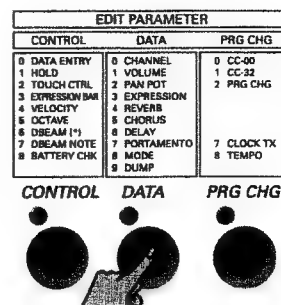 EDIT PARAMETER
CONTROL
0 DATA ENTRY
1 HOLD
2 TOUCH CTRL
3 EXPRESSION BAR
4 VELOCITY
5 OCTAVE
6 DBEAM (*)
7 DBEAM NOTE
8 BATTERY CHK
DATA
0 CHANNEL
1 VOLUME
2 PAN POT
3 EXPRESSION
4 REVERB
5 CHORUS
6 DELAY
7 PORTAMENTO
8 MODE
9 DUMP
PRG CHG
0 CC-00
1 CC-32
2 PRG CHG
7 CLOCK TX
8 TEMPO
CONTROL
DATA
PRG CHG